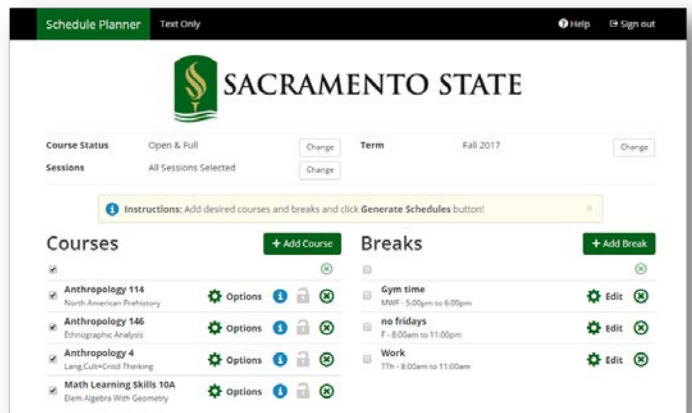 Schedule Planner Text Only Help Sign out
SACRAMENTO STATE
Course Status Open & Full Change Term Fall 2017 Change
Sessions All Sessions Selected Change
Instructions: Add desired courses and breaks and click Generate Schedules button!
Courses + Add Course Breaks + Add Break
Anthropology 114 Options Gym time Edit
North American Prehistory MWF - 5:00pm to 6:00pm
Anthropology 146 Options no fridays Edit
Ethnographic Analysis F - 8:00am to 11:00pm
Anthropology 4 Options Work Edit
Lang,Cult+Critcl Thinking TTh - 8:00am to 11:00am
Math Learning Skills 10A Options
Elem Algebra With Geometry